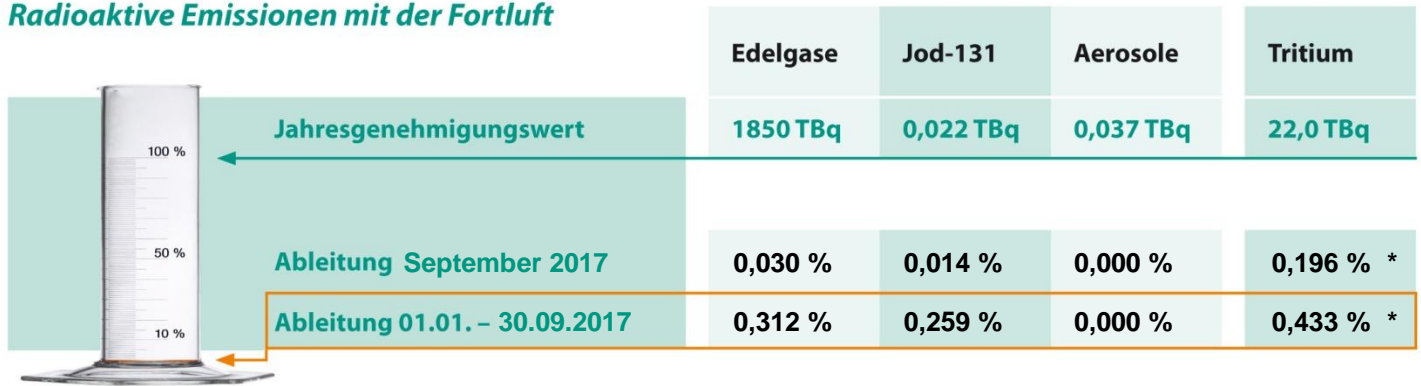 Radioaktive Emissionen mit der Fortluft
Edelgase Jod-131 Aerosole Tritium
Jahresgenehmigungswert 1850 TBq 0,022 TBq 0,037 TBq 22,0 TBq
100 %
50 %
Ableitung September 2017 0,030 % 0,014 % 0,000 % 0,196 % *
Ableitung 01.01. – 30.09.2017 0,312 % 0,259 % 0,000 % 0,433 % *
10 %